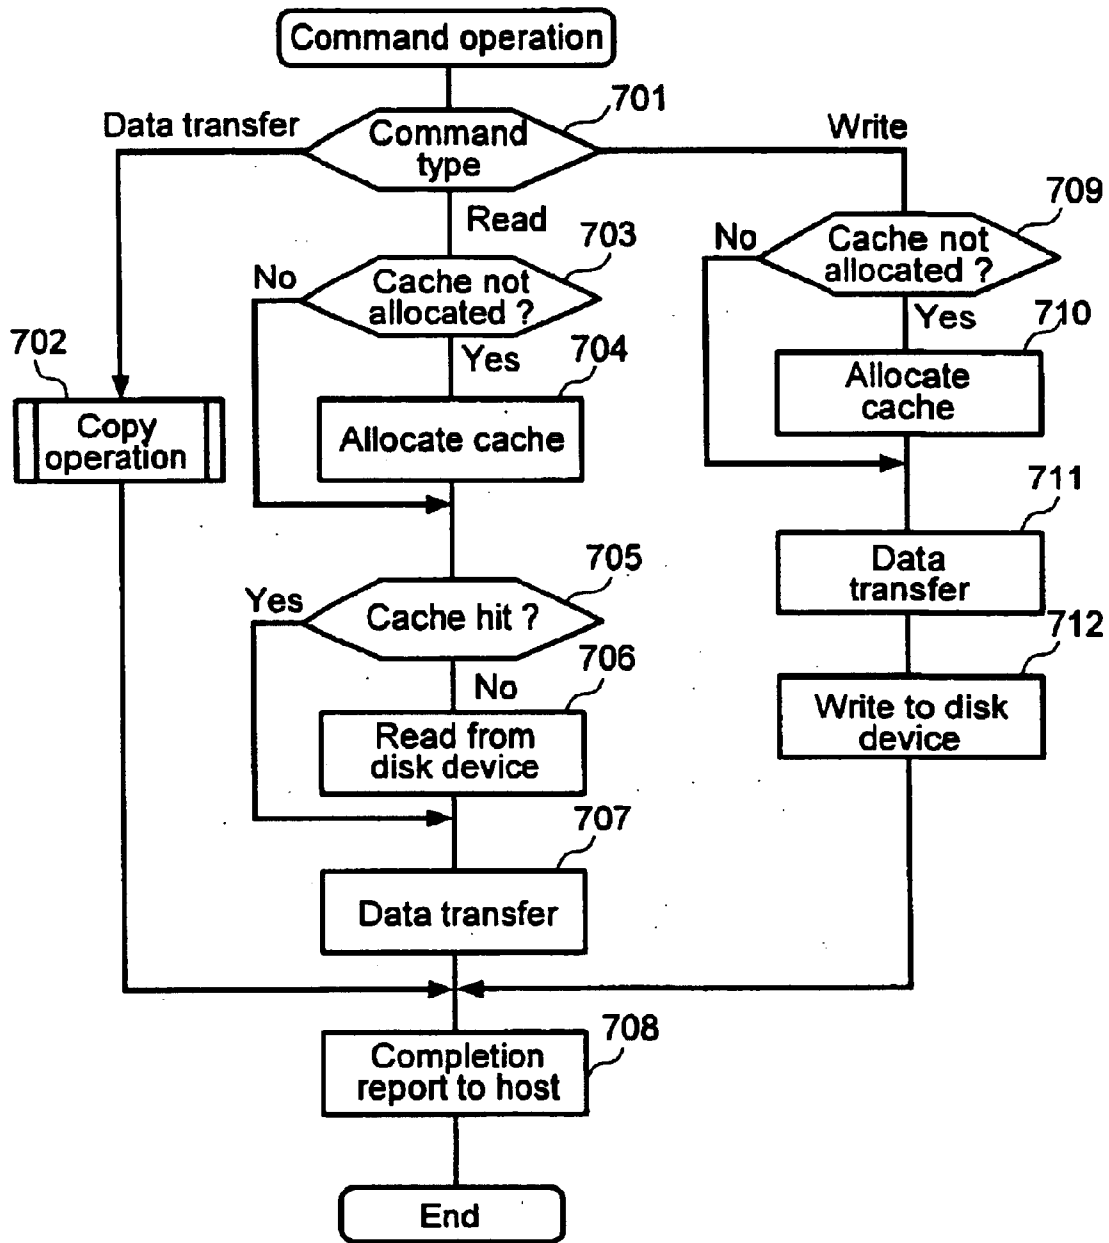 Command operation
701
Data transfer
Command
type
Write
Read
709
703
No
Cache not
allocated ?
No
Cache not
allocated ?
Yes
710
702
Yes
704
Allocate
cache
Copy
operation
Allocate cache
711
705
Data
transfer
Yes
Cache hit ?
712
706
No
Write to disk
device
Read from
disk device
707
Data transfer
708
Completion
report to host
End